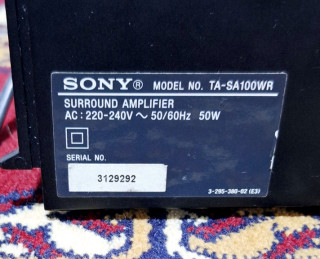 SONY® MODEL NO. TA-SA100WR
SURROUND AMPLIFIER
AC: 220-240V ~ 50/60Hz 50W
SERIAL NO.
3129292
3-295-380-02 (E3)